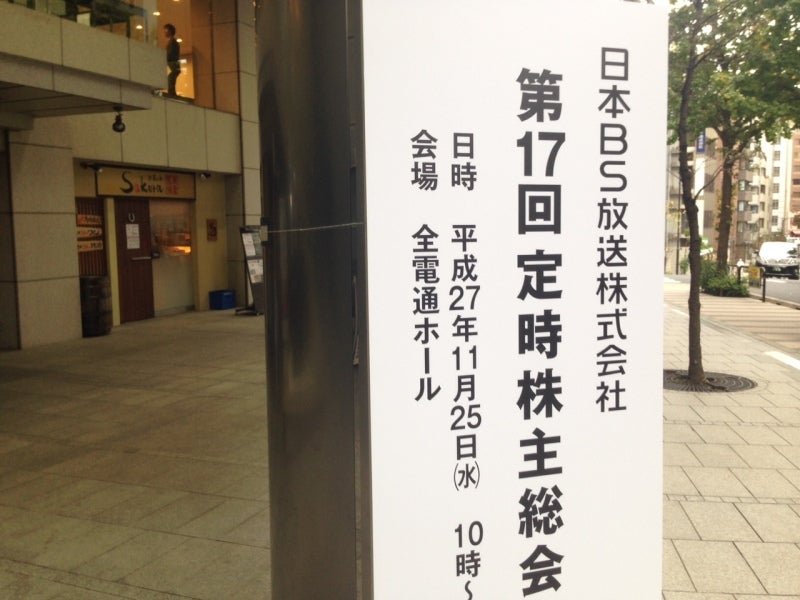 日本BS放送株式会社
第17回 定時株主総会
日時 平成27年11月25日(水) 10時~
会場 全電通ホール